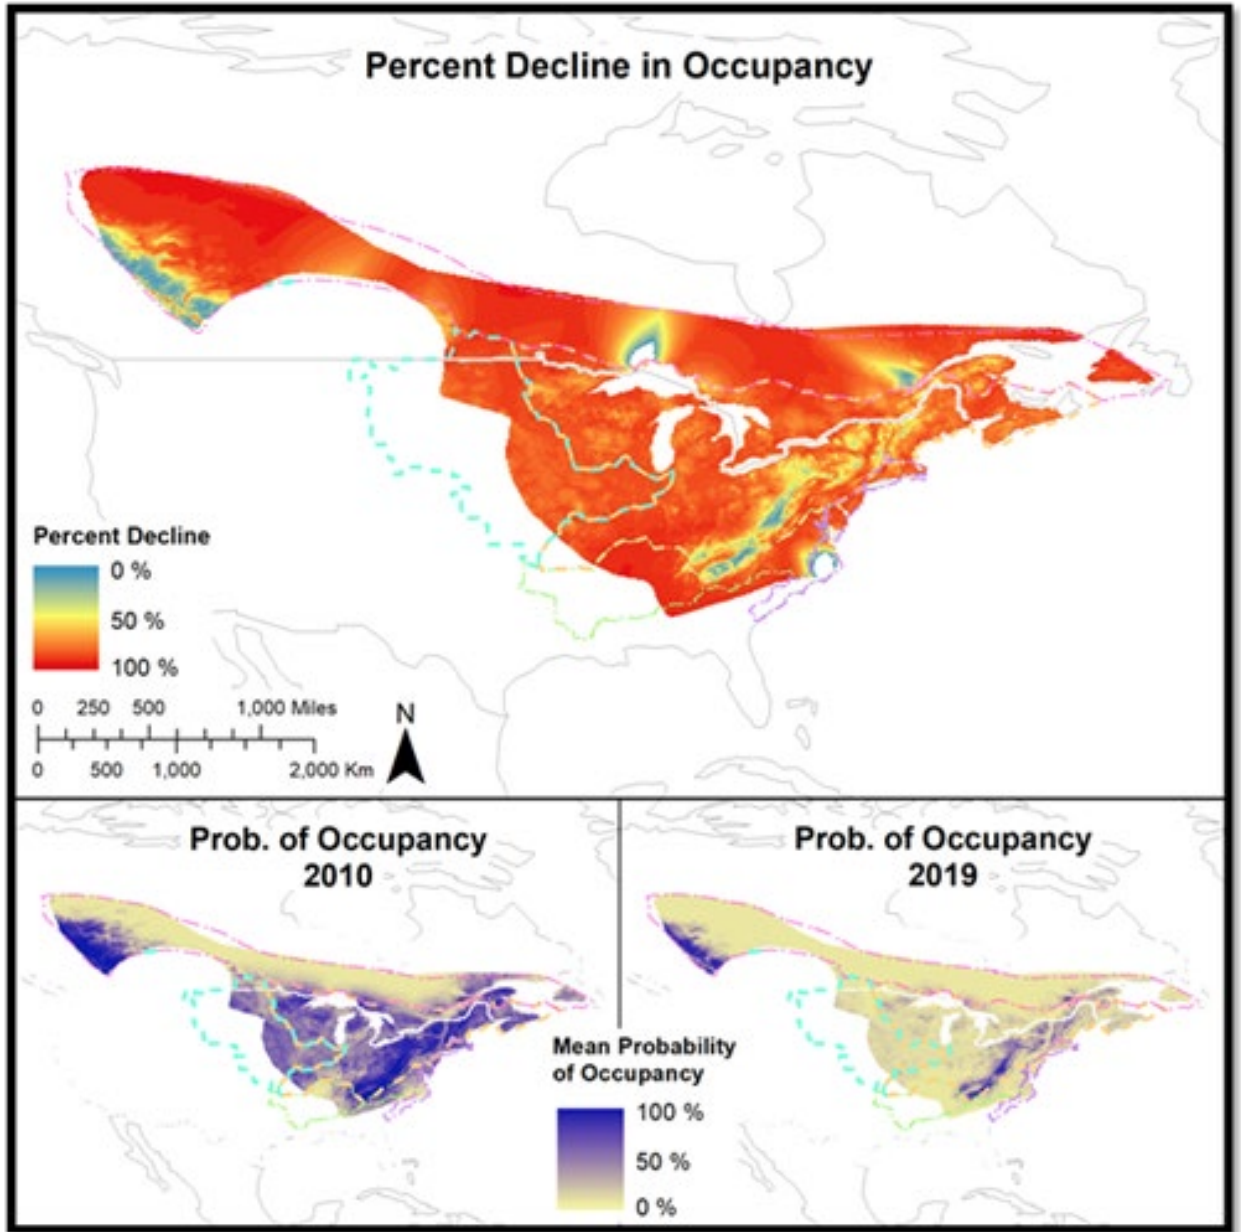 Percent Decline in Occupancy
Percent Decline
0 %
50 %
100 %
0 250 500 1,000 Miles
N
0 500 1,000 2,000 Km
Prob. of Occupancy
2010
Prob. of Occupancy
2019
Mean Probability
of Occupancy
100 %
50 %
0 %